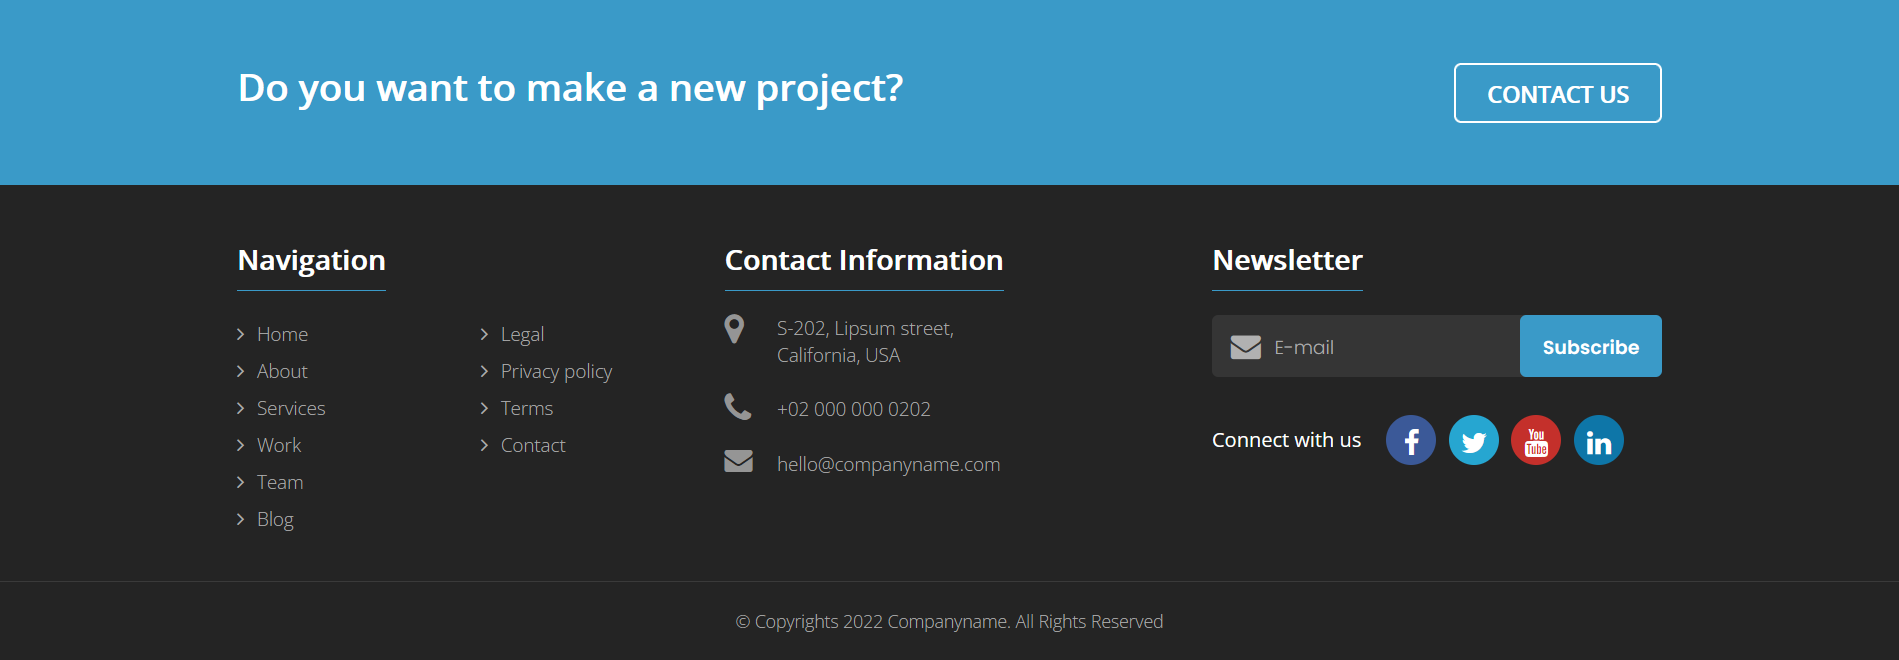 Do you want to make a new project?
CONTACT US
Navigation
Home
About
Services
Work
Team
Blog
Legal
Privacy policy
Terms
Contact
Contact Information
S-202, Lipsum street,
California, USA
+02 000 000 0202
hello@companyname.com
Newsletter
E-mail
Subscribe
Connect with us
f
You
Tube
in
© Copyrights 2022 Companyname. All Rights Reserved